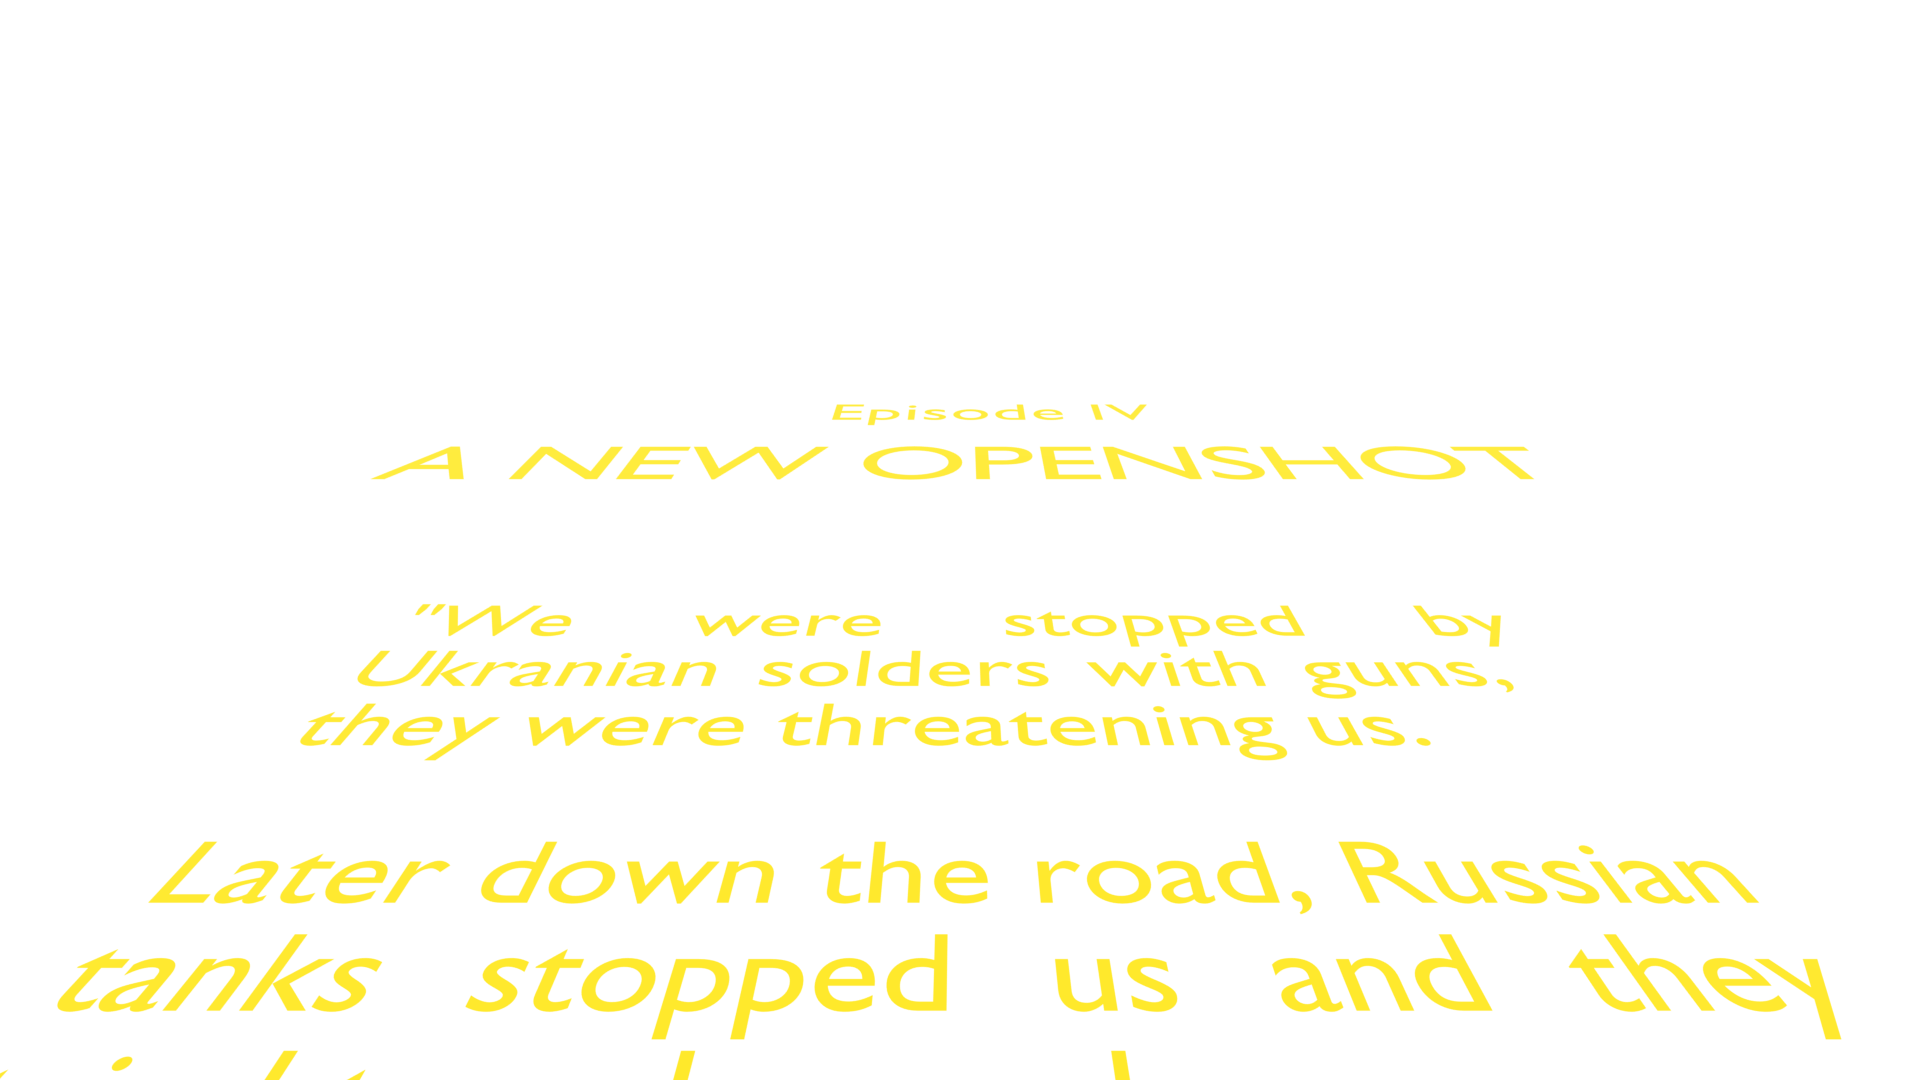 Episode IV
A NEW OPENSHOT
"We were stopped by
Ukranian solders with guns,
they were threatening us.
Later down the road, Russian
tanks stopped us and they